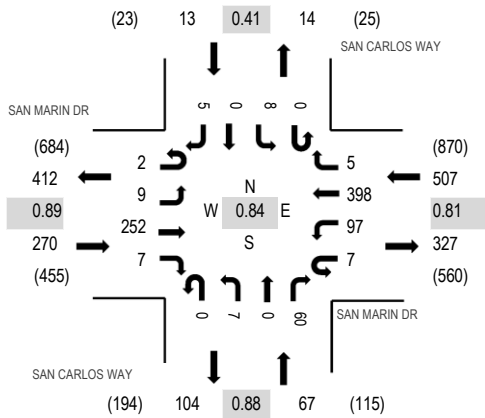 (23) 13 0.41 14 (25)
SAN CARLOS WAY
5 0 8 0
SAN MARIN DR
(684) (870)
2 5
412 507
9 N 398
0.89 W 0.84 E 0.81
252 S 97
270 327
7 7
(455) (560)
0 7 0 60
SAN MARIN DR
SAN CARLOS WAY
(194) 104 0.88 67 (115)